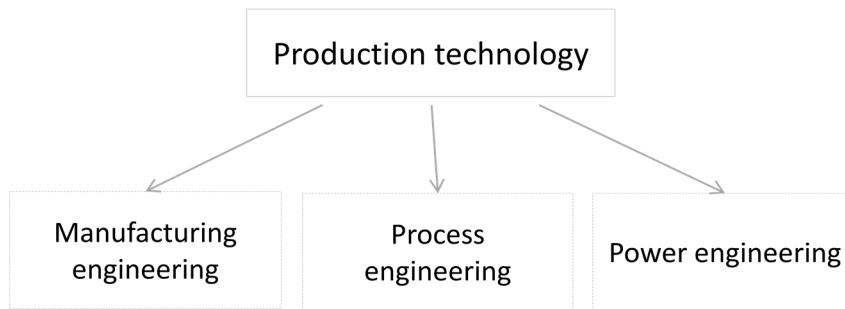 Production technology
Manufacturing
engineering
Process
engineering
Power engineering